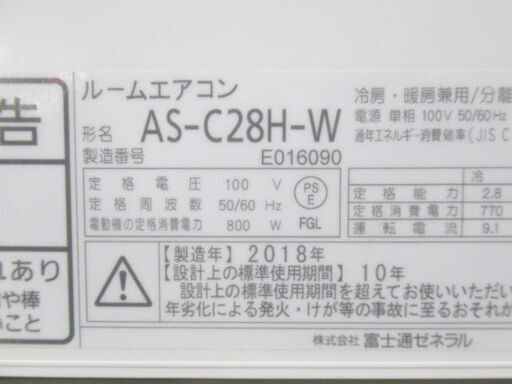 告
れあり
や棒
いこと
ルームエアコン
形名 AS-C28H-W
製造番号 E016090
冷房・暖房兼用/分離
電源 単相 100V 50/60Hz
通年エネルギー消費効率(JIS C
定格電圧 100 V
定格周波数 50/60 Hz
電動機の定格消費電力 800 W
PS
E
FGL
冷
定格能力 2.8
定格消費電力 770
運転電流 9.1
【製造年】2018年
【設計上の標準使用期間】10年
設計上の標準使用期間を超えてお使いいただい
年劣化による発火・けが等の事故に至るおそれか
株式会社 富士通ゼネラル